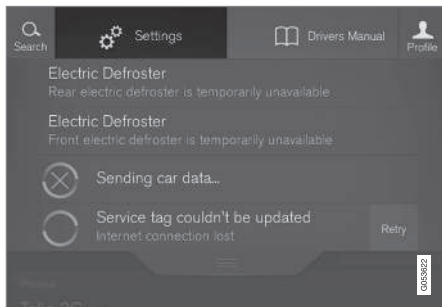 Search
Settings
Drivers Manual
Profile
Electric Defroster
Rear electric defroster is temporarily unavailable
Electric Defroster
Front electric defroster is temporarily unavailable
Sending car data...
Service tag couldn't be updated
Internet connection lost
Retry
G053622